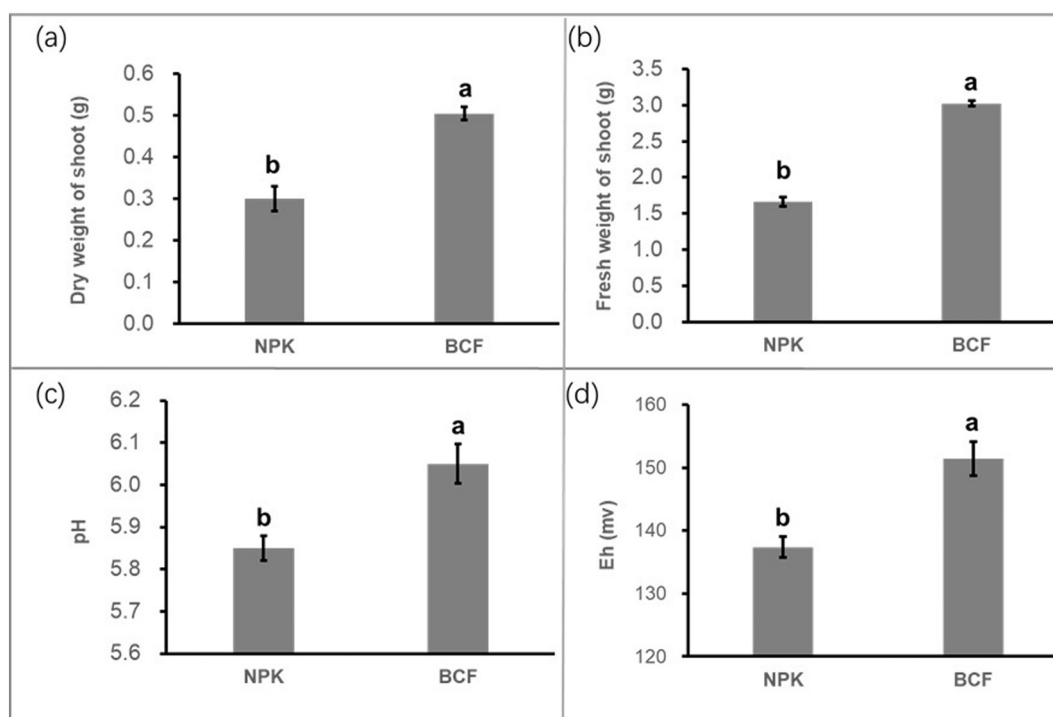 (a)
Dry weight of shoot (g)
0.6
0.5
0.4
0.3
0.2
0.1
0.0
b
a
NPK BCF
(b)
Fresh weight of shoot (g)
3.5
3.0
2.5
2.0
1.5
1.0
0.5
0.0
b
a
NPK BCF
(c)
pH
6.2
6.1
6.0
5.9
5.8
5.7
5.6
b
a
NPK BCF
(d)
Eh (mv)
160
150
140
130
120
b
a
NPK BCF